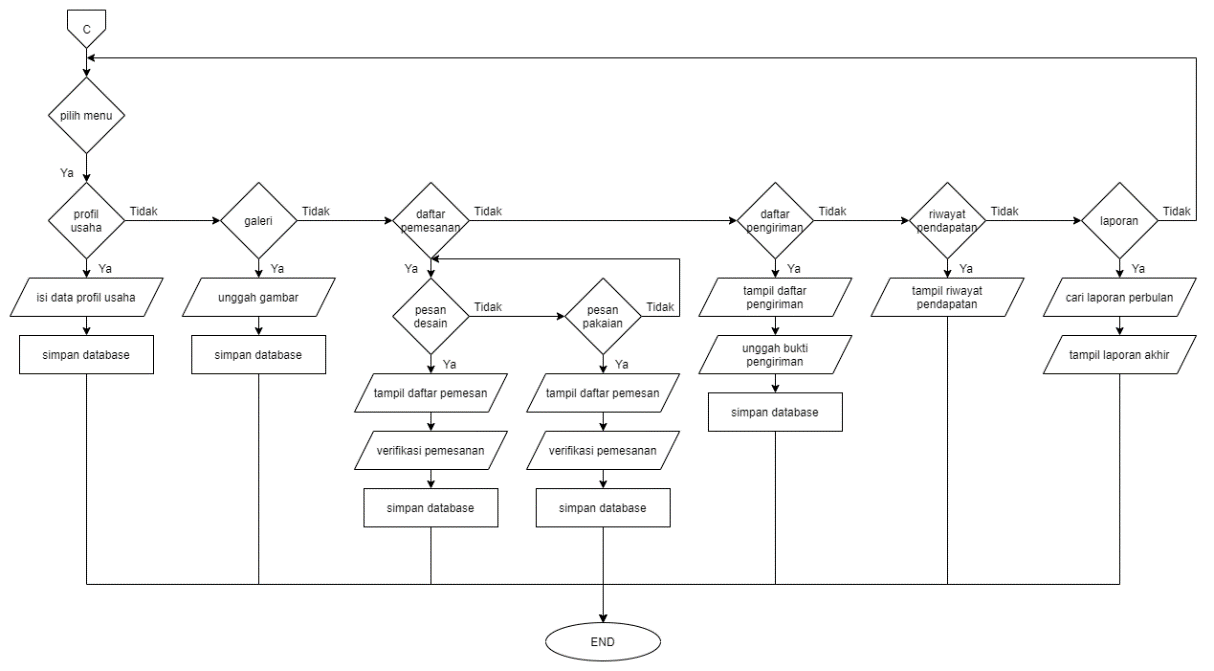 C
pilih menu
Ya
profil
usaha
Tidak
galeri
Tidak
daftar
pemesanan
Tidak
daftar
pengiriman
Tidak
riwayat
pendapatan
Tidak
laporan
Tidak
Ya
Ya
Ya
Ya
Ya
Ya
isi data profil usaha
unggah gambar
pesan
desain
Tidak
pesan
pakaian
Tidak
tampil daftar
pengiriman
tampil riwayat
pendapatan
cari laporan perbulan
simpan database
simpan database
unggah bukti
pengiriman
tampil laporan akhir
Ya
Ya
tampil daftar pemesan
tampil daftar pemesan
simpan database
verifikasi pemesanan
verifikasi pemesanan
simpan database
simpan database
END